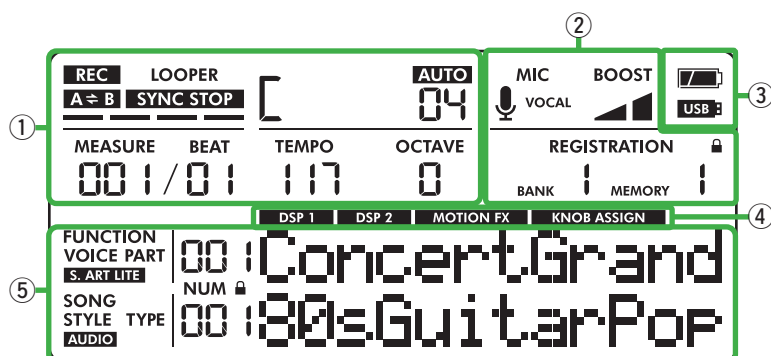 ②
REC LOOPER
A⇄B SYNC STOP
[ AUTO
04
MIC BOOST
VOCAL
USB
③
①
MEASURE BEAT TEMPO OCTAVE
001/01 117 0
REGISTRATION
BANK 1 MEMORY 1
DSP 1 DSP 2 MOTION FX KNOB ASSIGN
④
FUNCTION
VOICE PART
S. ART LITE
001 ConcertGrand
⑤
NUM
SONG
STYLE TYPE
AUDIO
001 80sGuitarPop